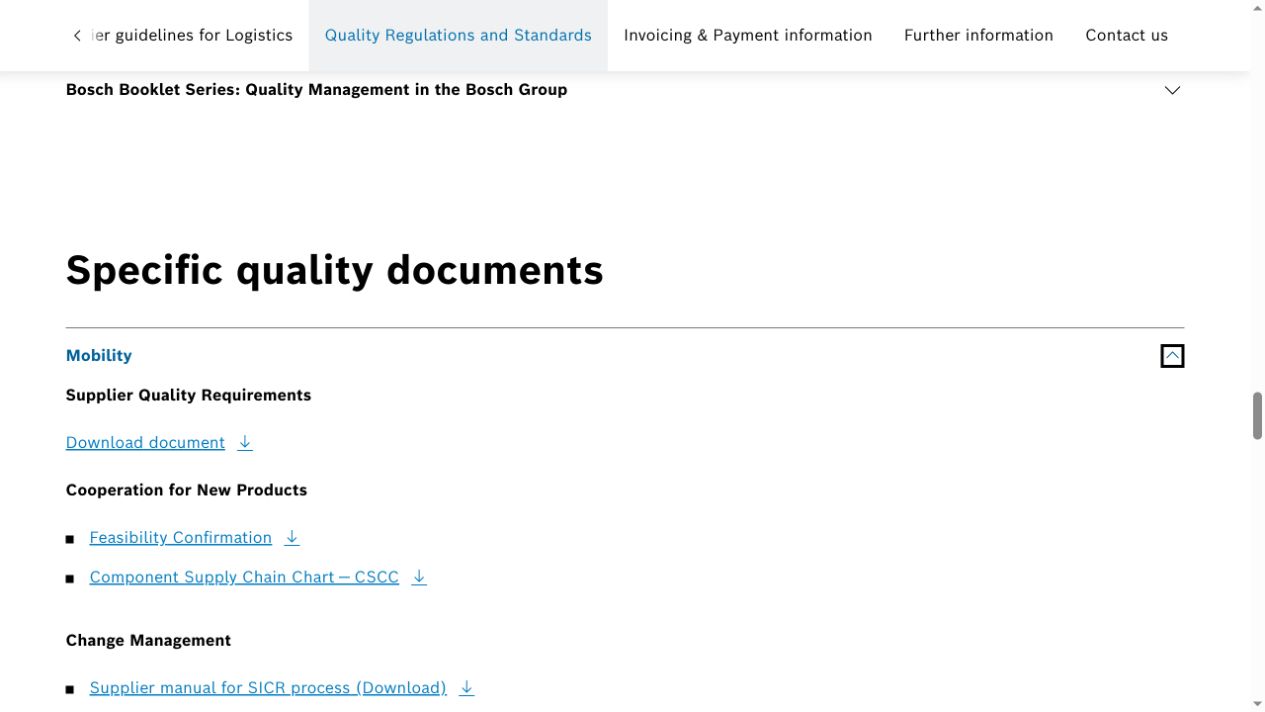 ier guidelines for Logistics
Quality Regulations and Standards
Invoicing & Payment information
Further information
Contact us
Bosch Booklet Series: Quality Management in the Bosch Group
Specific quality documents
Mobility
Supplier Quality Requirements
Download document
Cooperation for New Products
Feasibility Confirmation
Component Supply Chain Chart – CSCC
Change Management
Supplier manual for SICR process (Download)